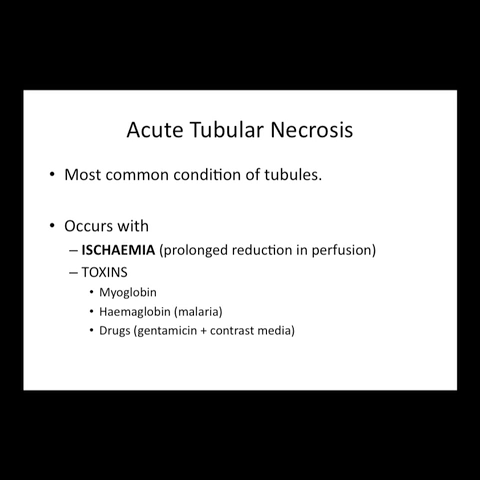 Acute Tubular Necrosis
• Most common condition of tubules.
• Occurs with
– ISCHAEMIA (prolonged reduction in perfusion)
– TOXINS
• Myoglobin
• Haemaglobin (malaria)
• Drugs (gentamicin + contrast media)